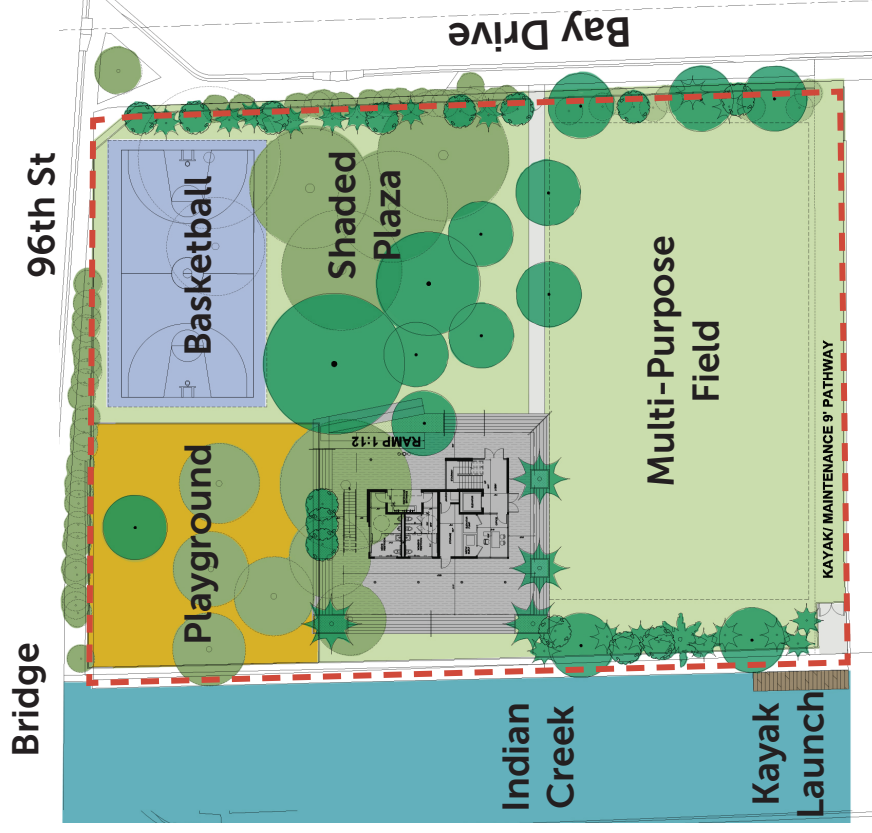 Bay Drive
96th St
Basketball
Shaded
Plaza
Multi-Purpose
Field
RAMP 1:12
Playground
KAYAK/ MAINTENANCE 9' PATHWAY
Bridge
Indian
Creek
Kayak
Launch